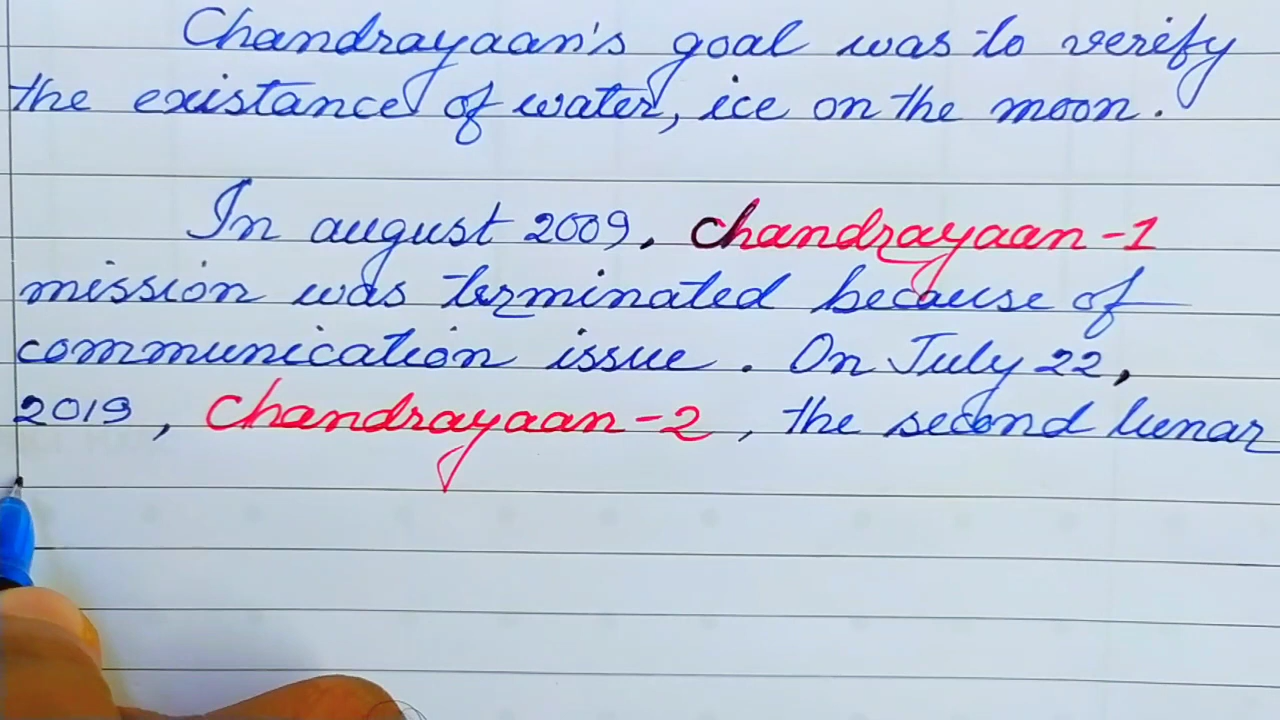 Chandrayaan's goal was to verify
the existance of water, ice on the moon.
In august 2009, Chandrayaan-1
mission was terminated because of
communication issue. On July 22,
2019, Chandrayaan-2, the second lunar